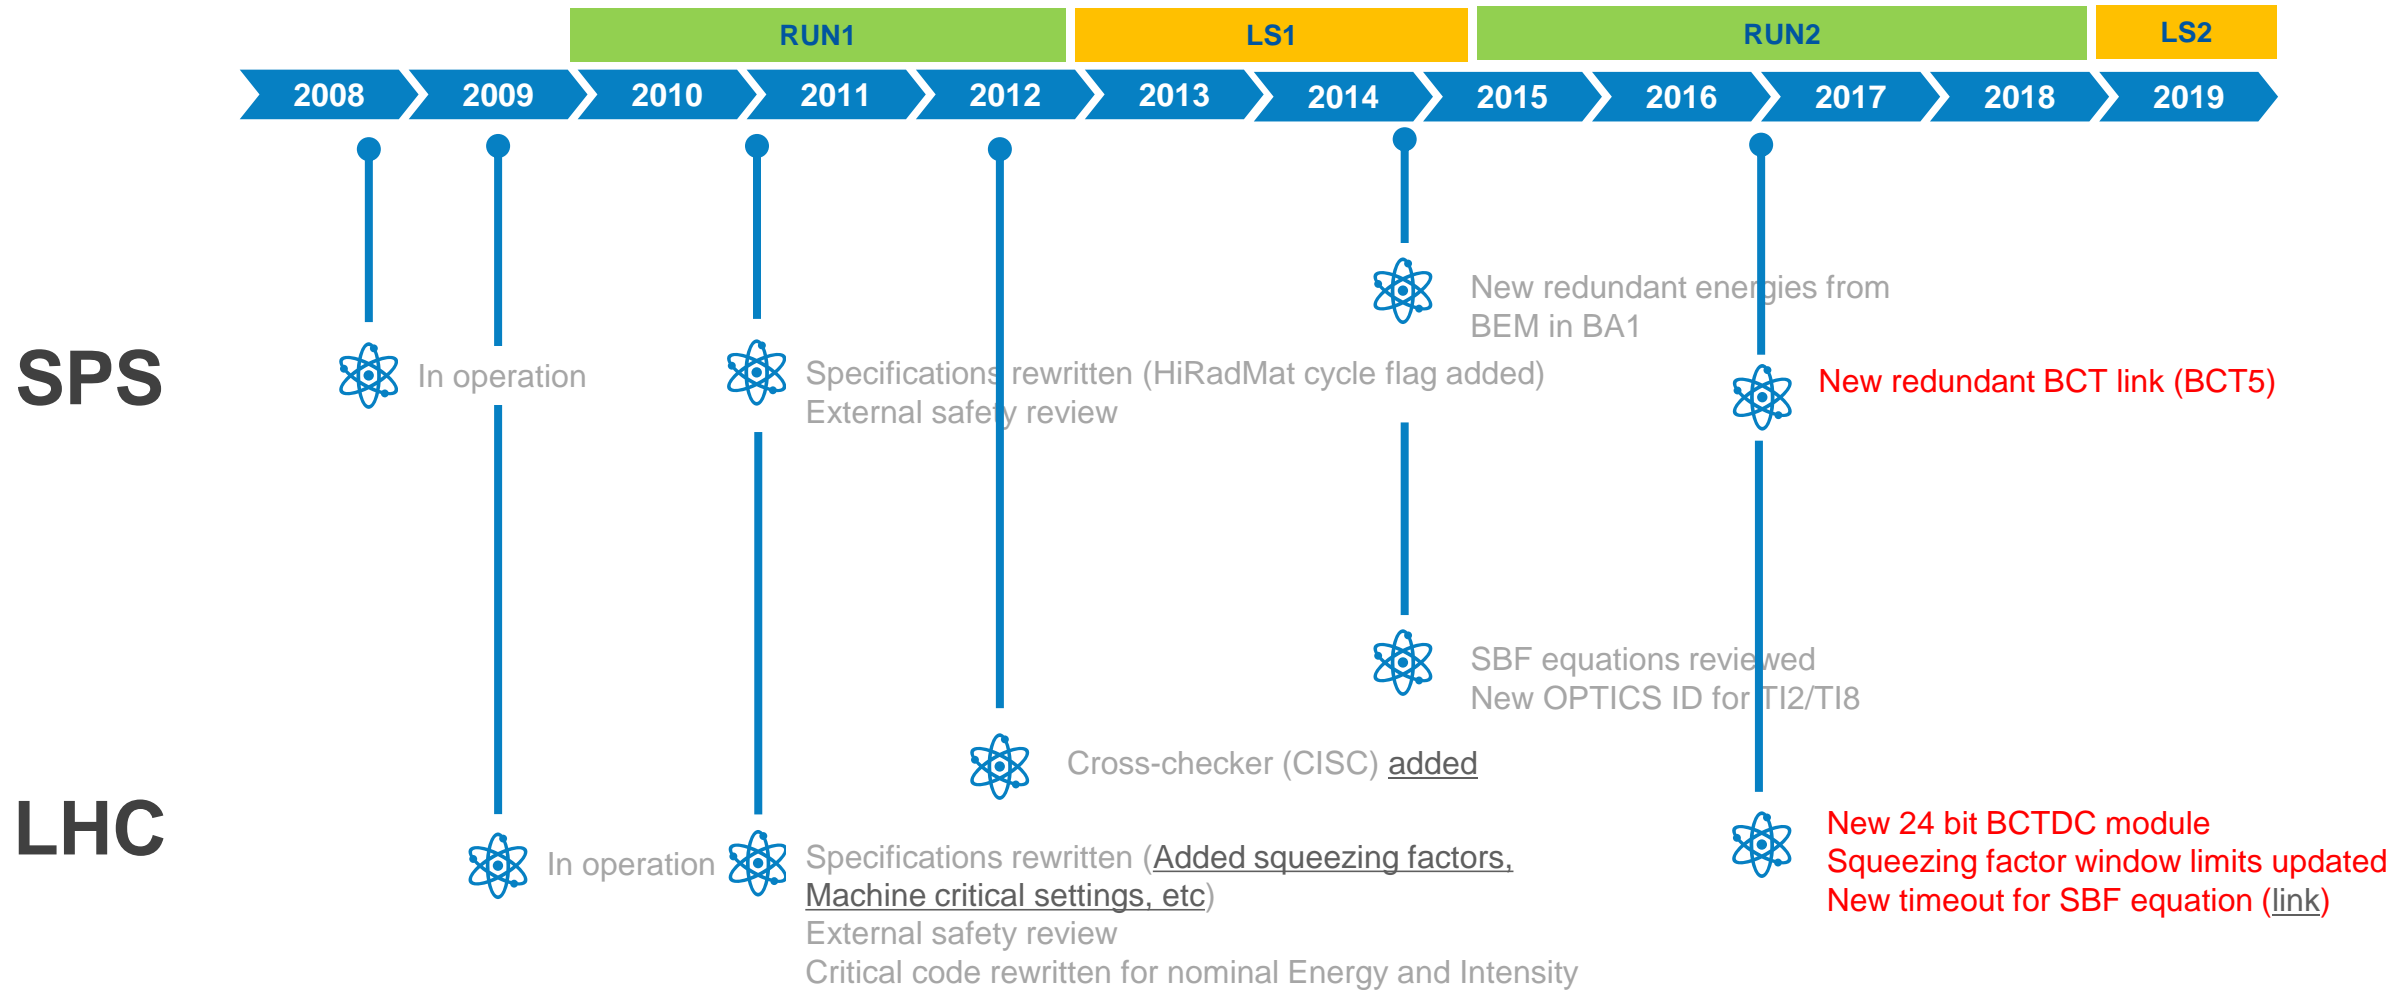 RUN1
LS1
RUN2
LS2
2008
2009
2010
2011
2012
2013
2014
2015
2016
2017
2018
2019
SPS
New redundant energies from
BEM in BA1
In operation
Specifications rewritten (HiRadMat cycle flag added)
External safety review
New redundant BCT link (BCT5)
LHC
SBF equations reviewed
New OPTICS ID for TI2/TI8
Cross-checker (CISC) added
In operation
Specifications rewritten (Added squeezing factors,
Machine critical settings, etc)
External safety review
Critical code rewritten for nominal Energy and Intensity
New 24 bit BCTDC module
Squeezing factor window limits updated
New timeout for SBF equation (link)